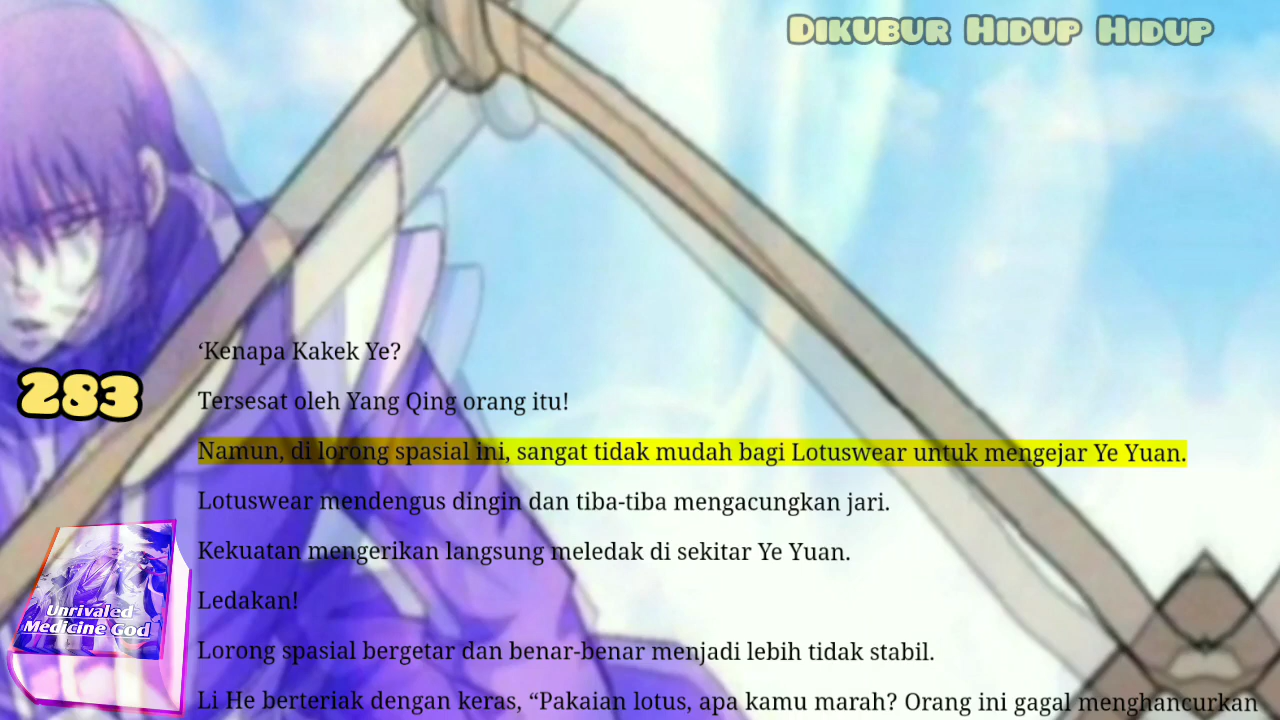 Dikubur Hidup Hidup
‘Kenapa Kakek Ye?
283
Tersesat oleh Yang Qing orang itu!
Namun, di lorong spasial ini, sangat tidak mudah bagi Lotuswear untuk mengejar Ye Yuan.
Lotuswear mendengus dingin dan tiba-tiba mengacungkan jari.
Kekuatan mengerikan langsung meledak di sekitar Ye Yuan.
Ledakan!
Unrivaled
Medicine God
Lorong spasial bergetar dan benar-benar menjadi lebih tidak stabil.
Li He berteriak dengan keras, “Pakaian lotus, apa kamu marah? Orang ini gagal menghancurkan